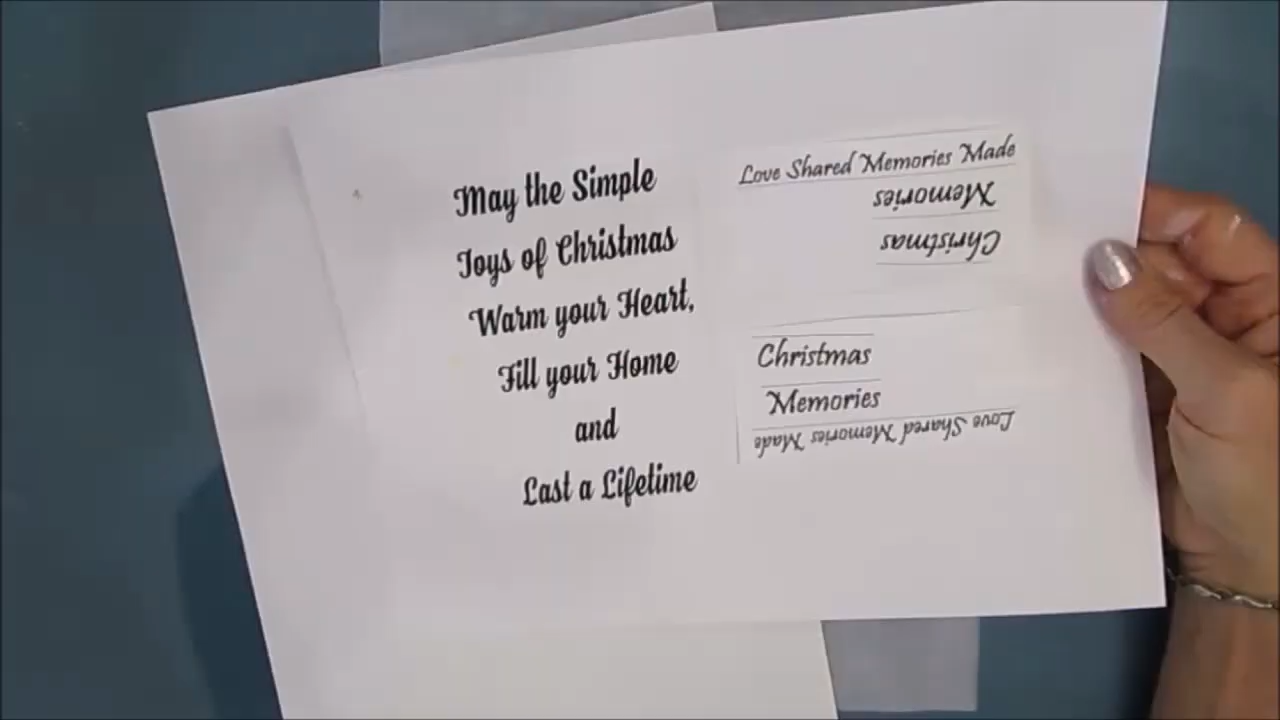 May the Simple
Joys of Christmas
Warm your Heart,
Fill your Home
and
Last a Lifetime
Love Shared Memories Made
Memories
Christmas
Christmas
Memories
Love Shared Memories Made